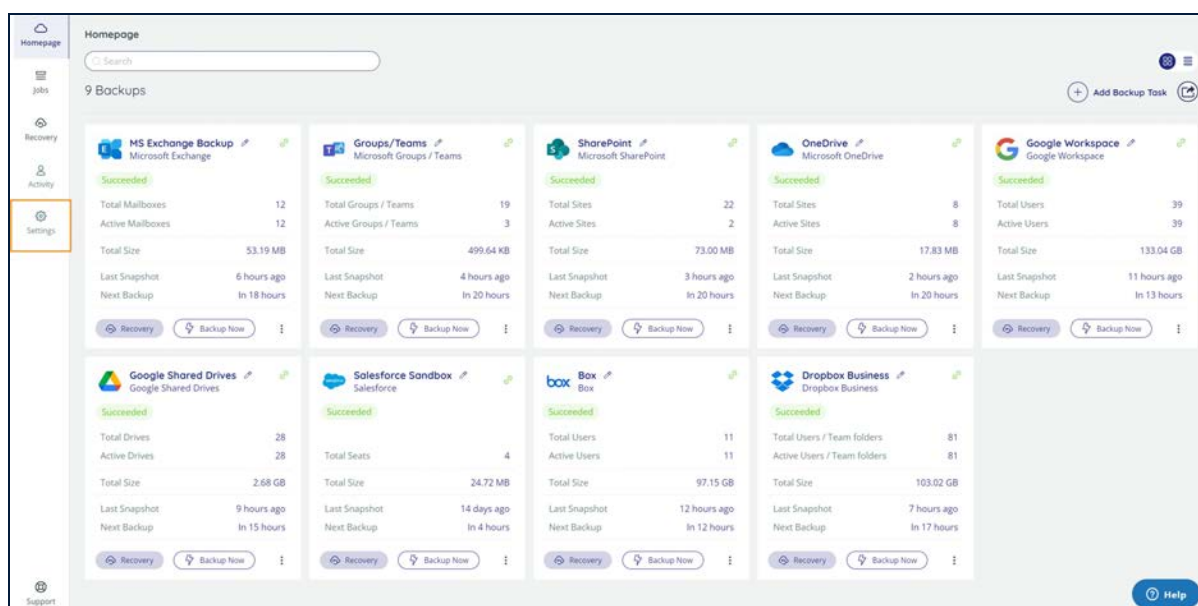 Homepage
Jobs
Recovery
Activity
Settings
Support
Homepage
Search
9 Backups
Add Backup Task
MS Exchange Backup
Microsoft Exchange
Succeeded
Total Mailboxes 12
Active Mailboxes 12
Total Size 53.19 MB
Last Snapshot 6 hours ago
Next Backup In 18 hours
Recovery Backup Now
Groups/Teams
Microsoft Groups / Teams
Succeeded
Total Groups / Teams 19
Active Groups / Teams 3
Total Size 499.64 KB
Last Snapshot 4 hours ago
Next Backup In 20 hours
Recovery Backup Now
SharePoint
Microsoft SharePoint
Succeeded
Total Sites 22
Active Sites 2
Total Size 73.00 MB
Last Snapshot 3 hours ago
Next Backup In 20 hours
Recovery Backup Now
OneDrive
Microsoft OneDrive
Succeeded
Total Sites 8
Active Sites 8
Total Size 17.83 MB
Last Snapshot 2 hours ago
Next Backup In 20 hours
Recovery Backup Now
Google Workspace
Google Workspace
Succeeded
Total Users 39
Active Users 39
Total Size 133.04 GB
Last Snapshot 11 hours ago
Next Backup In 13 hours
Recovery Backup Now
Google Shared Drives
Google Shared Drives
Succeeded
Total Drives 28
Active Drives 28
Total Size 2.68 GB
Last Snapshot 9 hours ago
Next Backup In 15 hours
Recovery Backup Now
Salesforce Sandbox
Salesforce
Succeeded
Total Seats 4
Total Size 24.72 MB
Last Snapshot 14 days ago
Next Backup In 4 hours
Recovery Backup Now
box Box
Box
Succeeded
Total Users 11
Active Users 11
Total Size 97.15 GB
Last Snapshot 12 hours ago
Next Backup In 12 hours
Recovery Backup Now
Dropbox Business
Dropbox Business
Succeeded
Total Users / Team folders 81
Active Users / Team folders 81
Total Size 103.02 GB
Last Snapshot 7 hours ago
Next Backup In 17 hours
Recovery Backup Now
Help